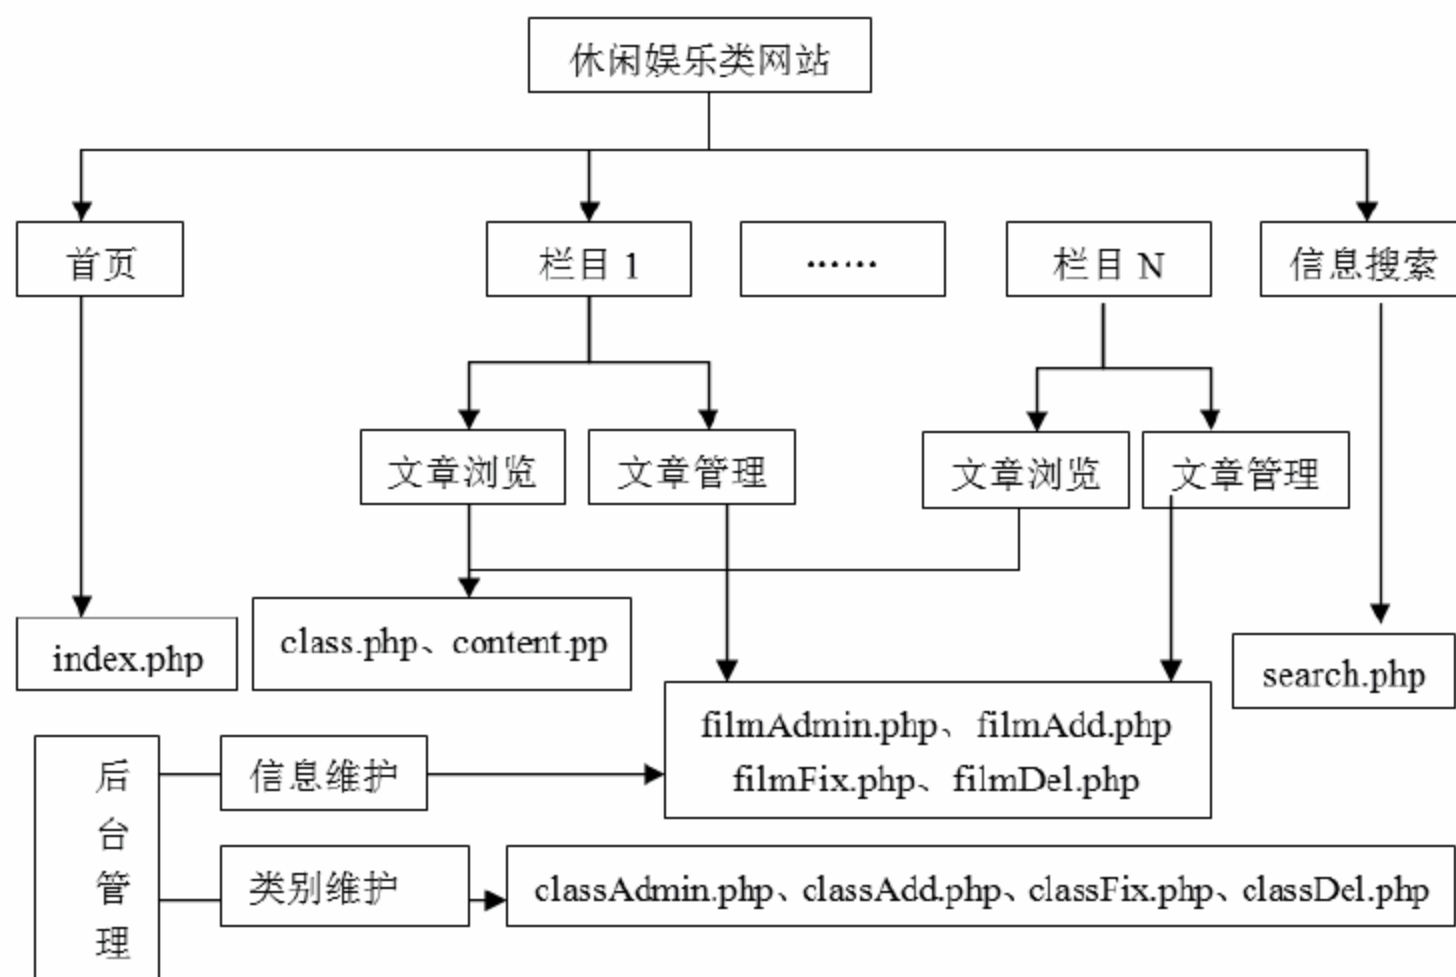 休闲娱乐类网站
首页
栏目 1
……
栏目 N
信息搜索
文章浏览
文章管理
文章浏览
文章管理
index.php
class.php、content.pp
search.php
filmAdmin.php、filmAdd.php
filmFix.php、filmDel.php
后
台
管
理
信息维护
类别维护
classAdmin.php、classAdd.php、classFix.php、classDel.php